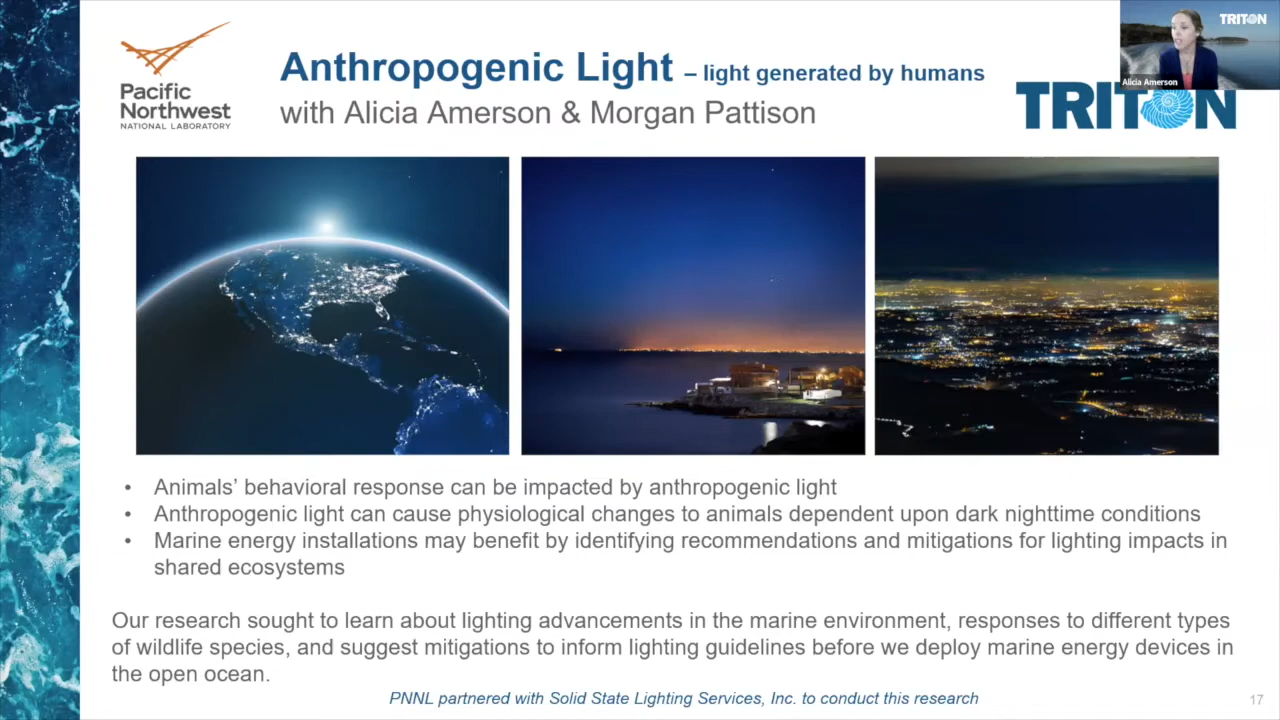 Pacific
Northwest
NATIONAL LABORATORY
Anthropogenic Light – light generated by humans
with Alicia Amerson & Morgan Pattison
TRITON
Alicia Amerson
TRITON
• Animals’ behavioral response can be impacted by anthropogenic light
• Anthropogenic light can cause physiological changes to animals dependent upon dark nighttime conditions
• Marine energy installations may benefit by identifying recommendations and mitigations for lighting impacts in
shared ecosystems
Our research sought to learn about lighting advancements in the marine environment, responses to different types
of wildlife species, and suggest mitigations to inform lighting guidelines before we deploy marine energy devices in
the open ocean.
PNNL partnered with Solid State Lighting Services, Inc. to conduct this research
17